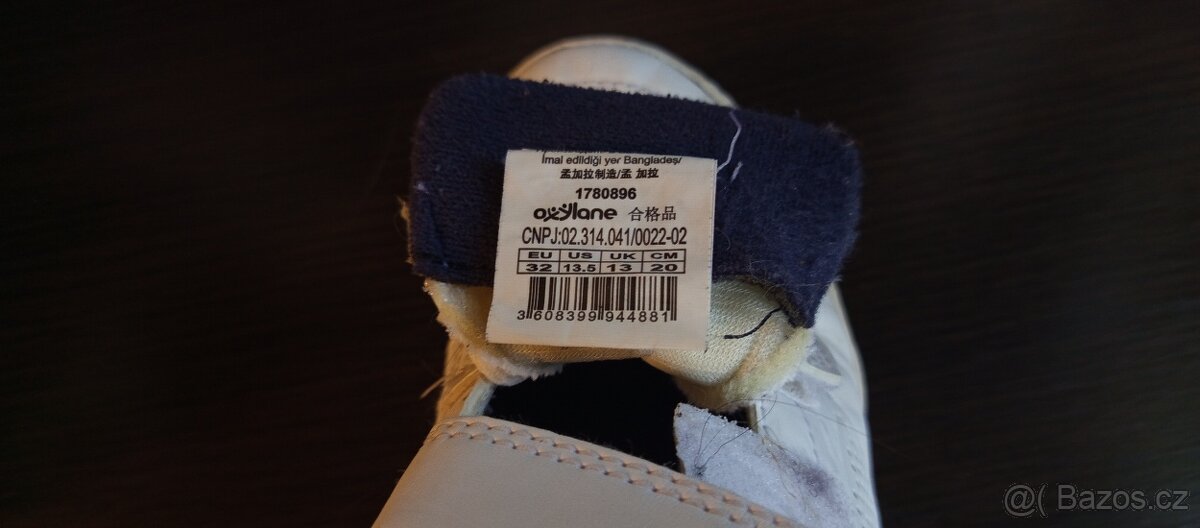 İmal edildiği yer Bangladeş/
孟加拉制造/孟 加拉
1780896
oxylane 合格品
CNPJ:02.314.041/0022-02
EU US UK CM
32 13.5 13 20
3 608399 944881
@( Bazos.cz